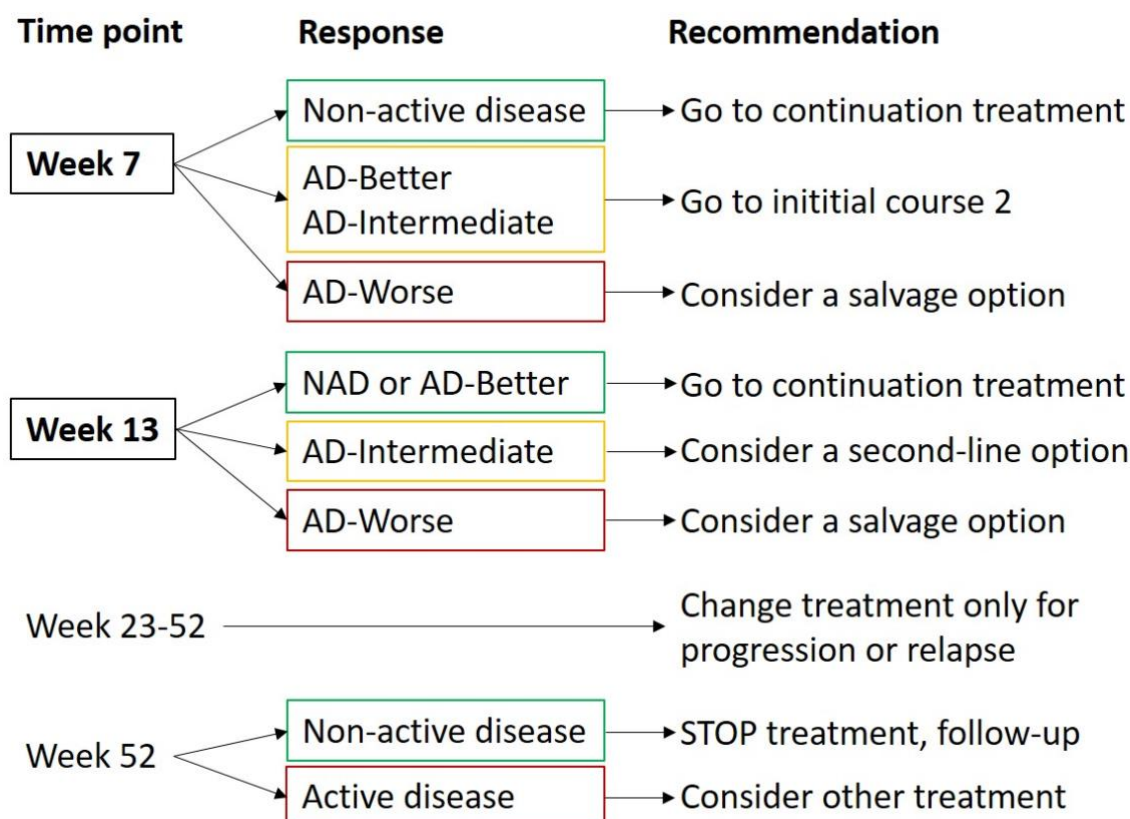 Time point Response Recommendation
Non-active disease Go to continuation treatment
Week 7
AD-Better
AD-Intermediate
Go to inititial course 2
AD-Worse Consider a salvage option
NAD or AD-Better Go to continuation treatment
Week 13
AD-Intermediate Consider a second-line option
AD-Worse Consider a salvage option
Week 23-52
Change treatment only for
progression or relapse
Week 52
Non-active disease STOP treatment, follow-up
Active disease Consider other treatment